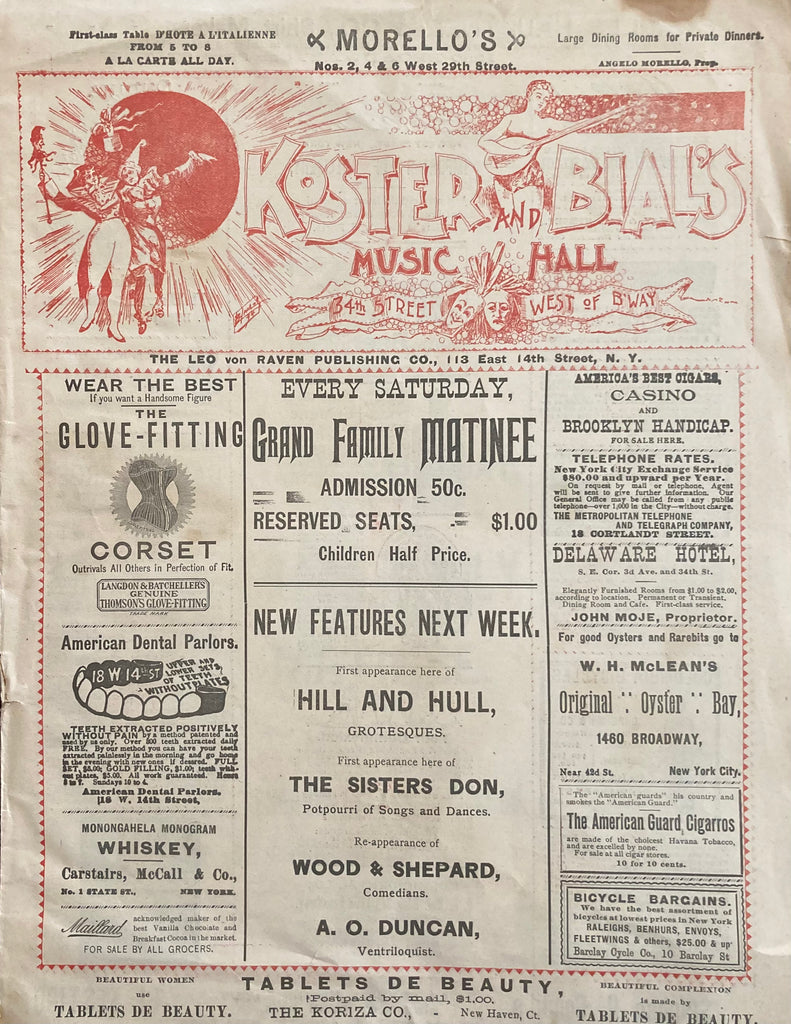 First-class Table D'HOTE A L'ITALIENNE
FROM 5 TO 8
A LA CARTE ALL DAY.
MORELLO'S
Nos. 2, 4 & 6 West 29th Street.
Large Dining Rooms for Private Dinners.
ANGELO MORELLO, Prop.
KOSTER AND BIAL'S
MUSIC HALL
34th STREET WEST OF B'WAY
THE LEO von RAVEN PUBLISHING CO., 113 East 14th Street, N. Y.
WEAR THE BEST
If you want a Handsome Figure
THE
GLOVE-FITTING
CORSET
Outrivals All Others in Perfection of Fit.
LANGDON & BATCHELLER'S
GENUINE
THOMSON'S GLOVE-FITTING
TRADE MARK
American Dental Parlors.
18 W 14th ST
UPPER AND
LOWER SETS
OF TEETH
WITHOUT PLATES
TEETH EXTRACTED POSITIVELY
WITHOUT PAIN by a method patented and
used by us only. Over 800 teeth extracted daily
FREE. By our method you can have your teeth
extracted painlessly in the morning and go home
in the evening with new ones if desired. FULL
SET, $5.00; GOLD FILLING, $1.00; teeth with-
out plates, $5.00. All work guaranteed. Hours
8 to 7. Sundays 10 to 4.
American Dental Parlors,
18 W. 14th Street,
MONONGAHELA MONOGRAM
WHISKEY,
Carstairs, McCall & Co.,
No. 1 STATE ST., NEW YORK.
Maillard acknowledged maker of the
best Vanilla Chocolate and
Breakfast Cocoa in the market.
FOR SALE BY ALL GROCERS.
EVERY SATURDAY,
GRAND FAMILY MATINEE
ADMISSION 50c.
RESERVED SEATS, $1.00
Children Half Price.
NEW FEATURES NEXT WEEK.
First appearance here of
HILL AND HULL,
GROTESQUES.
First appearance here of
THE SISTERS DON,
Potpourri of Songs and Dances.
Re-appearance of
WOOD & SHEPARD,
Comedians.
A. O. DUNCAN,
Ventriloquist.
AMERICA'S BEST CIGARS,
CASINO
AND
BROOKLYN HANDICAP.
FOR SALE HERE.
TELEPHONE RATES.
New York City Exchange Service
$80.00 and upward per Year.
On request by mail or telephone, Agent
will be sent to give further information. Our
General Office may be called from any public
telephone—over 1,000 in the City—without charge.
THE METROPOLITAN TELEPHONE
AND TELEGRAPH COMPANY,
18 CORTLANDT STREET.
DELAWARE HOTEL,
S. E. Cor. 3d Ave. and 34th St.
Elegantly Furnished Rooms from $1.00 to $2.00,
according to location. Permanent or Transient.
Dining Room and Cafe. First-class service.
JOHN MOJE, Proprietor.
For good Oysters and Rarebits go to
W. H. McLEAN'S
Original Oyster Bay,
1460 BROADWAY,
Near 42d St. New York City.
"The "American guards" his country and
smokes the "American Guard."
The American Guard Cigarros
are made of the choicest Havana Tobacco,
and are excelled by none.
For sale at all cigar stores.
10 for 10 cents.
BICYCLE BARGAINS.
We have the best assortment of
bicycles at lowest prices in New York
RALEIGHS, BENHURS, ENVOYS,
FLEETWINGS & others, $25.00 & up
Barclay Cycle Co., 10 Barclay St
BEAUTIFUL WOMEN
use
TABLETS DE BEAUTY.
TABLETS DE BEAUTY,
Postpaid by mail, $1.00.
THE KORIZA CO., - New Haven, Ct.
BEAUTIFUL COMPLEXION
is made by
TABLETS DE BEAUTY.